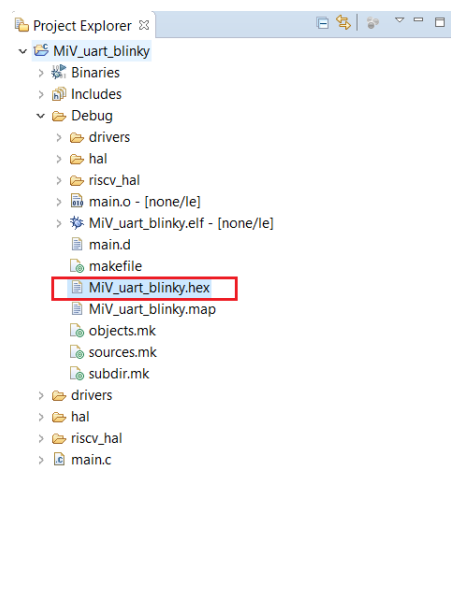 Project Explorer
MiV_uart_blinky
Binaries
Includes
Debug
drivers
hal
riscv_hal
main.o - [none/le]
MiV_uart_blinky.elf - [none/le]
main.d
makefile
MiV_uart_blinky.hex
MiV_uart_blinky.map
objects.mk
sources.mk
subdir.mk
drivers
hal
riscv_hal
main.c